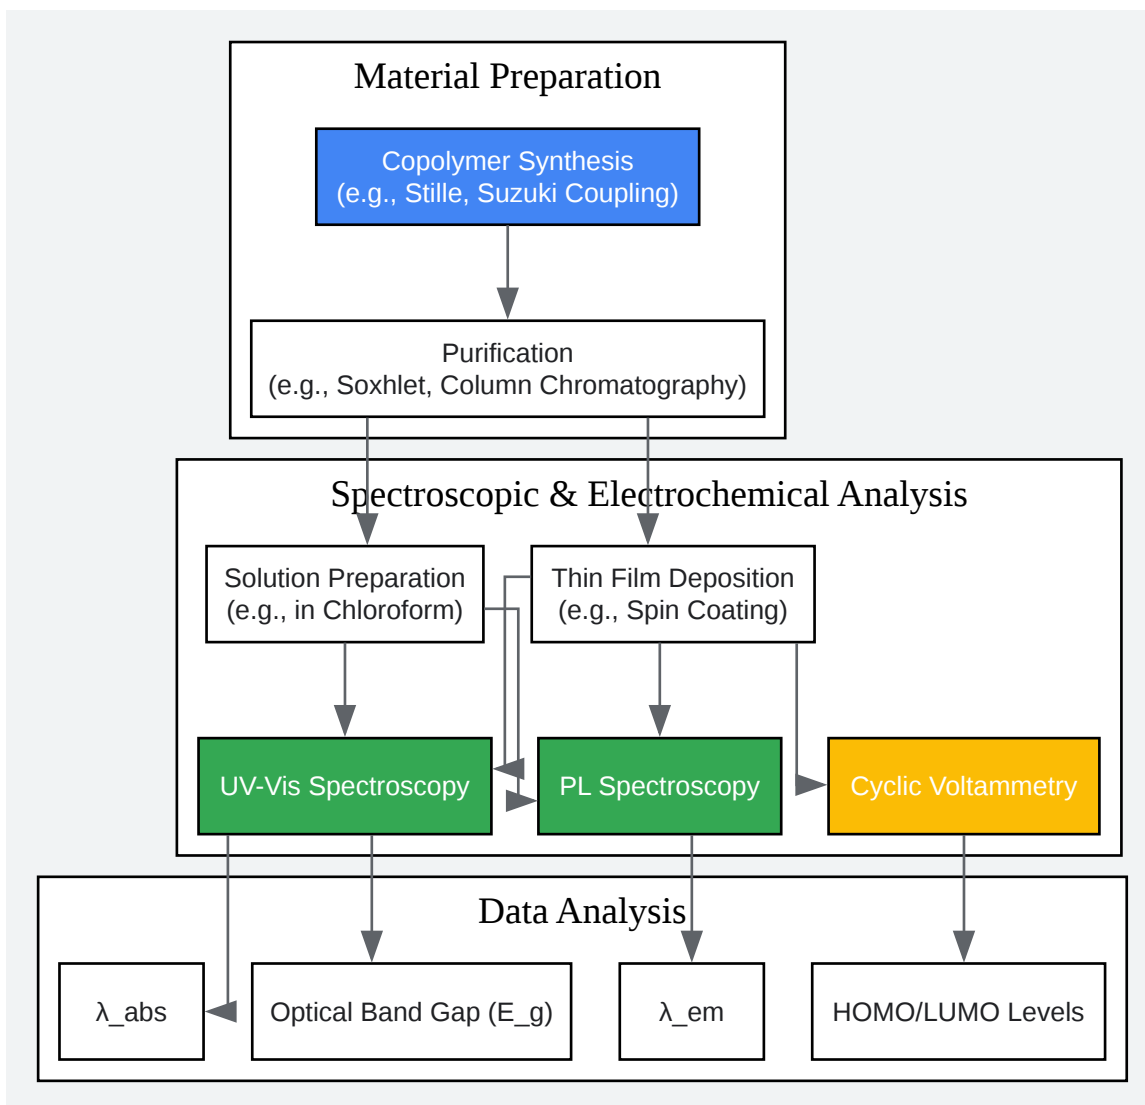 Material Preparation
Copolymer Synthesis
(e.g., Stille, Suzuki Coupling)
Purification
(e.g., Soxhlet, Column Chromatography)
Spectroscopic & Electrochemical Analysis
Solution Preparation
(e.g., in Chloroform)
Thin Film Deposition
(e.g., Spin Coating)
UV-Vis Spectroscopy
PL Spectroscopy
Cyclic Voltammetry
Data Analysis
λ_abs
Optical Band Gap (E_g)
λ_em
HOMO/LUMO Levels